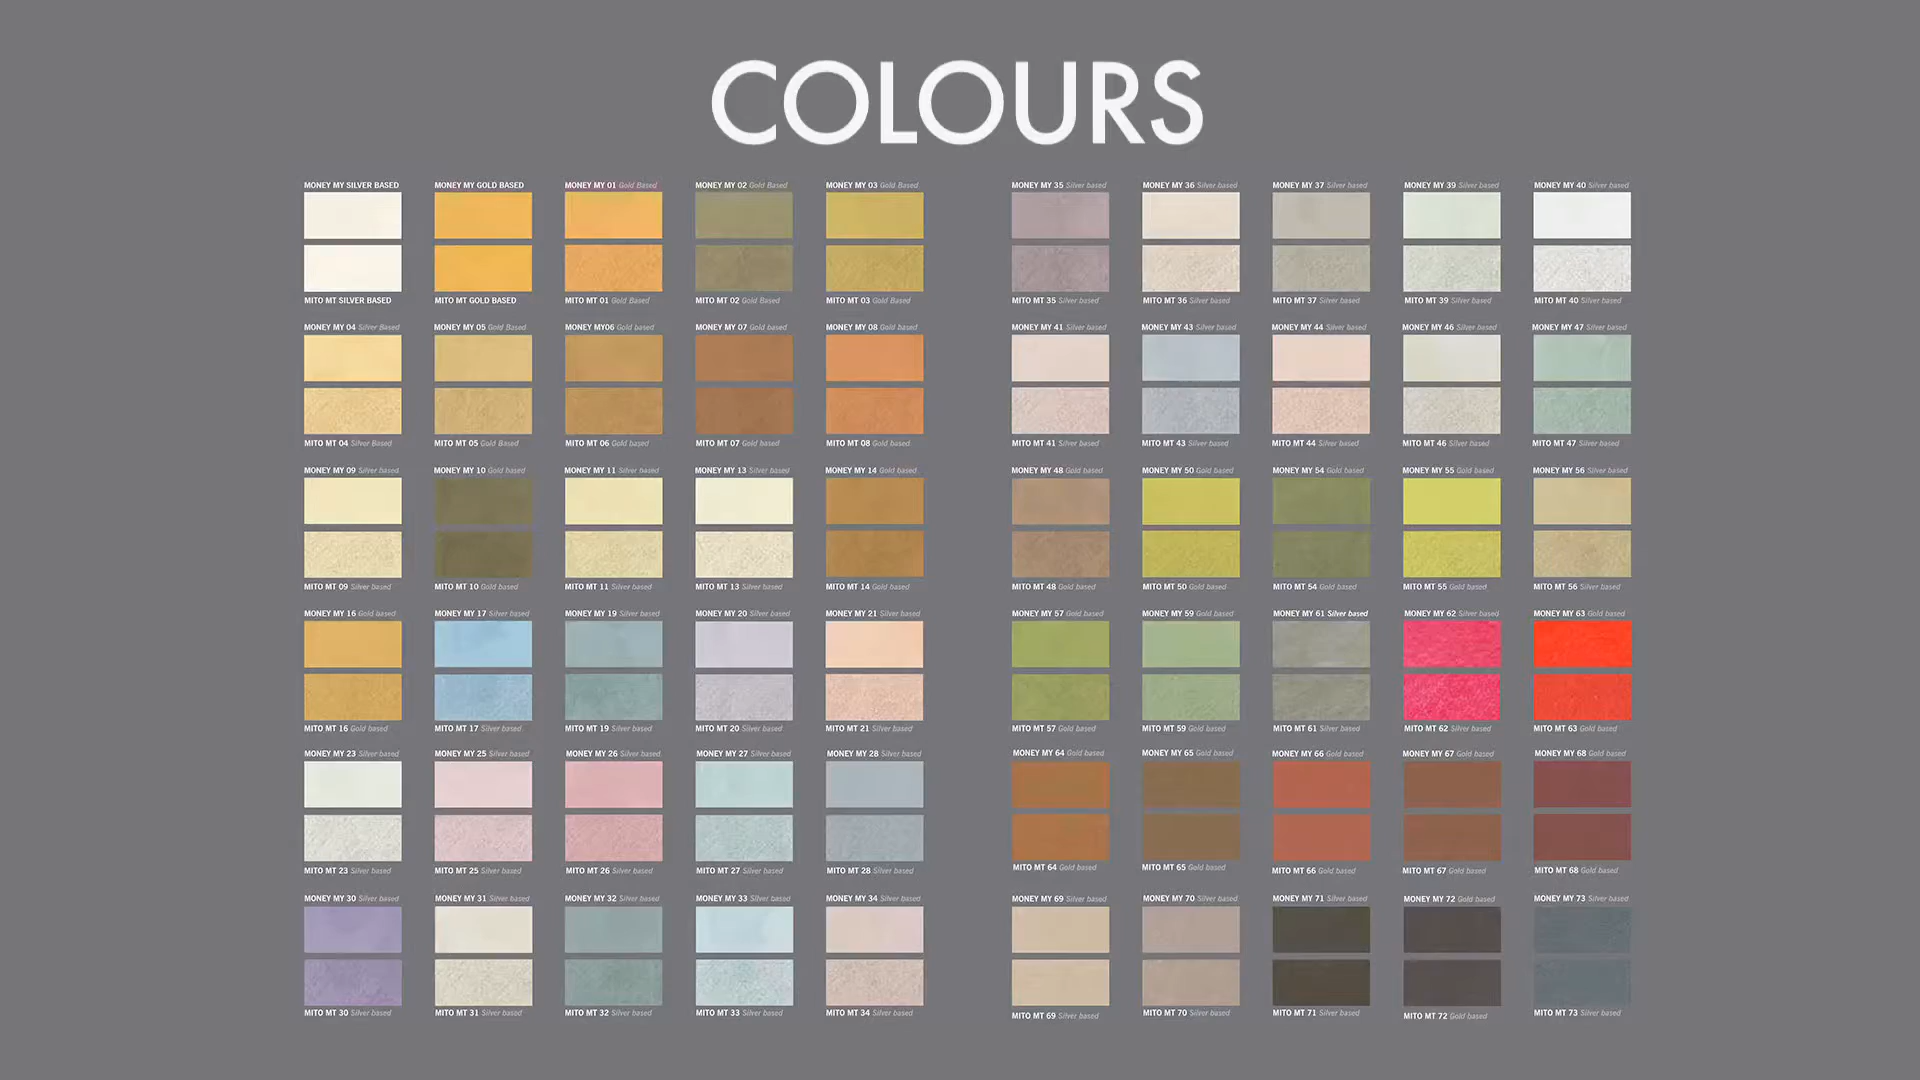 COLOURS
MONEY MY SILVER BASED
MONEY MY GOLD BASED
MONEY MY 01 Gold Based
MONEY MY 02 Gold Based
MONEY MY 03 Gold Based
MITO MT SILVER BASED
MITO MT GOLD BASED
MITO MT 01 Gold Based
MITO MT 02 Gold Based
MITO MT 03 Gold Based
MONEY MY 04 Silver Based
MONEY MY 05 Gold Based
MONEY MY06 Gold based
MONEY MY 07 Gold based
MONEY MY 08 Gold based
MITO MT 04 Silver Based
MITO MT 05 Gold Based
MITO MT 06 Gold based
MITO MT 07 Gold based
MITO MT 08 Gold based
MONEY MY 09 Silver based
MONEY MY 10 Gold based
MONEY MY 11 Silver based
MONEY MY 13 Silver based
MONEY MY 14 Gold based
MITO MT 09 Silver based
MITO MT 10 Gold based
MITO MT 11 Silver based
MITO MT 13 Silver based
MITO MT 14 Gold based
MONEY MY 16 Gold based
MONEY MY 17 Silver based
MONEY MY 19 Silver based
MONEY MY 20 Silver based
MONEY MY 21 Silver based
MITO MT 16 Gold based
MITO MT 17 Silver based
MITO MT 19 Silver based
MITO MT 20 Silver based
MITO MT 21 Silver based
MONEY MY 23 Silver based
MONEY MY 25 Silver based
MONEY MY 26 Silver based
MONEY MY 27 Silver based
MONEY MY 28 Silver based
MITO MT 23 Silver based
MITO MT 25 Silver based
MITO MT 26 Silver based
MITO MT 27 Silver based
MITO MT 28 Silver based
MONEY MY 30 Silver based
MONEY MY 31 Silver based
MONEY MY 32 Silver based
MONEY MY 33 Silver based
MONEY MY 34 Silver based
MITO MT 30 Silver based
MITO MT 31 Silver based
MITO MT 32 Silver based
MITO MT 33 Silver based
MITO MT 34 Silver based
MONEY MY 35 Silver based
MONEY MY 36 Silver based
MONEY MY 37 Silver based
MONEY MY 39 Silver based
MONEY MY 40 Silver based
MITO MT 35 Silver based
MITO MT 36 Silver based
MITO MT 37 Silver based
MITO MT 39 Silver based
MITO MT 40 Silver based
MONEY MY 41 Silver based
MONEY MY 43 Silver based
MONEY MY 44 Silver based
MONEY MY 46 Silver based
MONEY MY 47 Silver based
MITO MT 41 Silver based
MITO MT 43 Silver based
MITO MT 44 Silver based
MITO MT 46 Silver based
MITO MT 47 Silver based
MONEY MY 48 Gold based
MONEY MY 50 Gold based
MONEY MY 54 Gold based
MONEY MY 55 Gold based
MONEY MY 56 Silver based
MITO MT 48 Gold based
MITO MT 50 Gold based
MITO MT 54 Gold based
MITO MT 55 Gold based
MITO MT 56 Silver based
MONEY MY 57 Gold based
MONEY MY 59 Gold based
MONEY MY 61 Silver based
MONEY MY 62 Silver based
MONEY MY 63 Gold based
MITO MT 57 Gold based
MITO MT 59 Gold based
MITO MT 61 Silver based
MITO MT 62 Silver based
MITO MT 63 Gold based
MONEY MY 64 Gold based
MONEY MY 65 Gold based
MONEY MY 66 Gold based
MONEY MY 67 Gold based
MONEY MY 68 Gold based
MITO MT 64 Gold based
MITO MT 65 Gold based
MITO MT 66 Gold based
MITO MT 67 Gold based
MITO MT 68 Gold based
MONEY MY 69 Silver based
MONEY MY 70 Silver based
MONEY MY 71 Silver based
MONEY MY 72 Gold based
MONEY MY 73 Silver based
MITO MT 69 Silver based
MITO MT 70 Silver based
MITO MT 71 Silver based
MITO MT 72 Gold based
MITO MT 73 Silver based